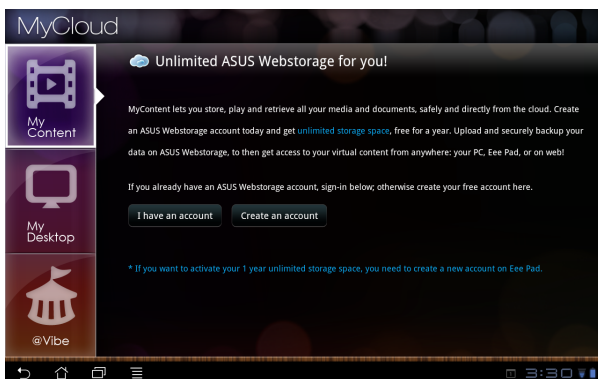 MyCloud
Unlimited ASUS Webstorage for you!
My
Content
MyContent lets you store, play and retrieve all your media and documents, safely and directly from the cloud. Create
an ASUS Webstorage account today and get unlimited storage space, free for a year. Upload and securely backup your
data on ASUS Webstorage, to then get access to your virtual content from anywhere: your PC, Eee Pad, or on web!
If you already have an ASUS Webstorage account, sign-in below; otherwise create your free account here.
I have an account
Create an account
My
Desktop
* If you want to activate your 1 year unlimited storage space, you need to create a new account on Eee Pad.
@Vibe
3:30